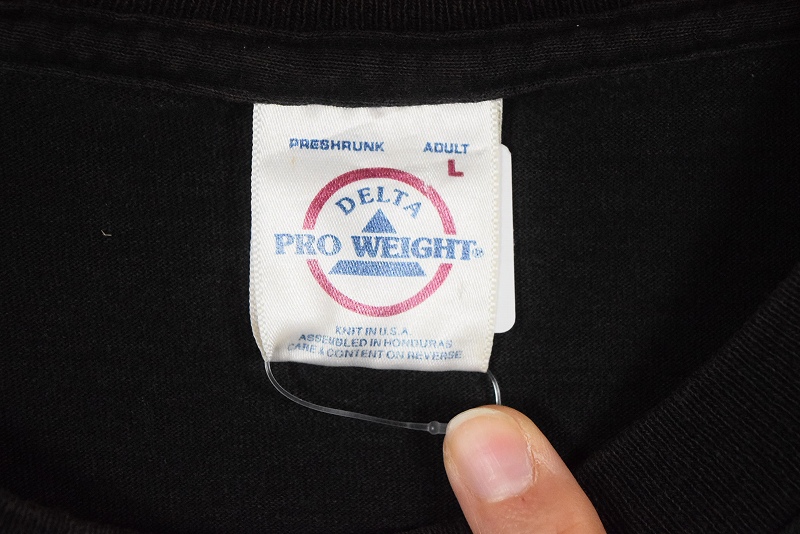 PRESHRUNK ADULT
L
DELTA
PRO WEIGHT®
KNIT IN U.S.A.
ASSEMBLED IN HONDURAS
CARE & CONTENT ON REVERSE